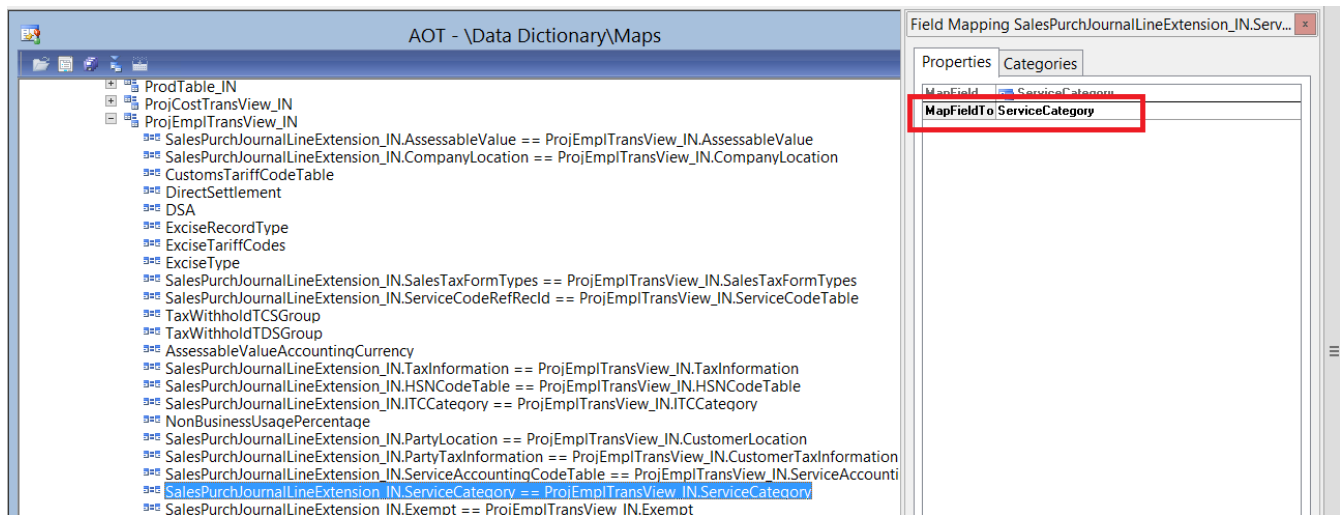 AOT - \Data Dictionary\Maps
ProdTable_IN
ProjCostTransView_IN
ProjEmplTransView_IN
SalesPurchJournalLineExtension_IN.AssessableValue == ProjEmplTransView_IN.AssessableValue
SalesPurchJournalLineExtension_IN.CompanyLocation == ProjEmplTransView_IN.CompanyLocation
CustomsTariffCodeTable
DirectSettlement
DSA
ExciseRecordType
ExciseTariffCodes
ExciseType
SalesPurchJournalLineExtension_IN.SalesTaxFormTypes == ProjEmplTransView_IN.SalesTaxFormTypes
SalesPurchJournalLineExtension_IN.ServiceCodeRefRecId == ProjEmplTransView_IN.ServiceCodeTable
TaxWithholdTCSGroup
TaxWithholdTDSGroup
AssessableValueAccountingCurrency
SalesPurchJournalLineExtension_IN.TaxInformation == ProjEmplTransView_IN.TaxInformation
SalesPurchJournalLineExtension_IN.HSNCodeTable == ProjEmplTransView_IN.HSNCodeTable
SalesPurchJournalLineExtension_IN.ITCCategory == ProjEmplTransView_IN.ITCCategory
NonBusinessUsagePercentage
SalesPurchJournalLineExtension_IN.PartyLocation == ProjEmplTransView_IN.CustomerLocation
SalesPurchJournalLineExtension_IN.PartyTaxInformation == ProjEmplTransView_IN.CustomerTaxInformation
SalesPurchJournalLineExtension_IN.ServiceAccountingCodeTable == ProjEmplTransView_IN.ServiceAccounti
SalesPurchJournalLineExtension_IN.ServiceCategory == ProjEmplTransView_IN.ServiceCategory
SalesPurchJournalLineExtension_IN.Exempt == ProjEmplTransView_IN.Exempt
Field Mapping SalesPurchJournalLineExtension_IN.Serv...
Properties Categories
MapField ServiceCategory
MapFieldTo ServiceCategory